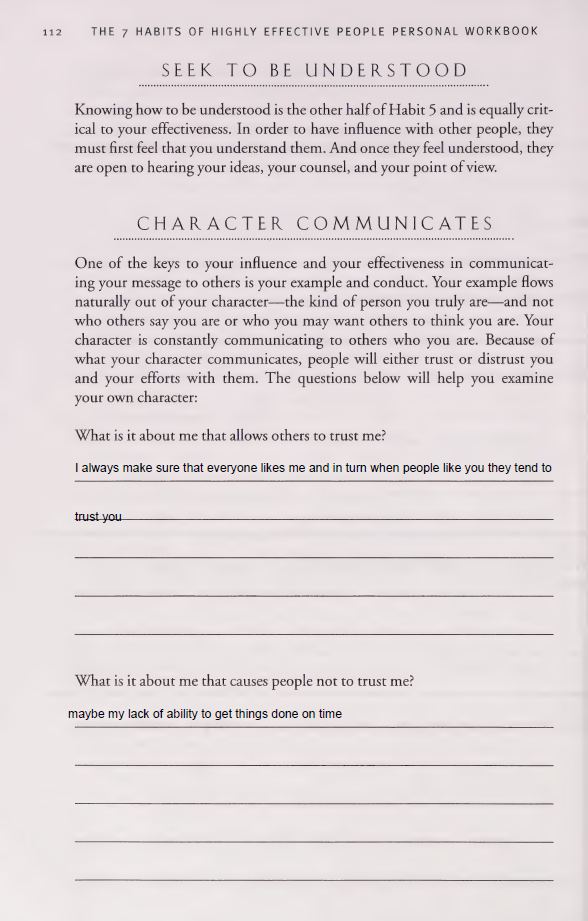 112 THE 7 HABITS OF HIGHLY EFFECTIVE PEOPLE PERSONAL WORKBOOK
SEEK TO BE UNDERSTOOD
Knowing how to be understood is the other half of Habit 5 and is equally crit-
ical to your effectiveness. In order to have influence with other people, they
must first feel that you understand them. And once they feel understood, they
are open to hearing your ideas, your counsel, and your point of view.
CHARACTER COMMUNICATES
One of the keys to your influence and your effectiveness in communicat-
ing your message to others is your example and conduct. Your example flows
naturally out of your character—the kind of person you truly are—and not
who others say you are or who you may want others to think you are. Your
character is constantly communicating to others who you are. Because of
what your character communicates, people will either trust or distrust you
and your efforts with them. The questions below will help you examine
your own character:
What is it about me that allows others to trust me?
I always make sure that everyone likes me and in turn when people like you they tend to
trust you
What is it about me that causes people not to trust me?
maybe my lack of ability to get things done on time